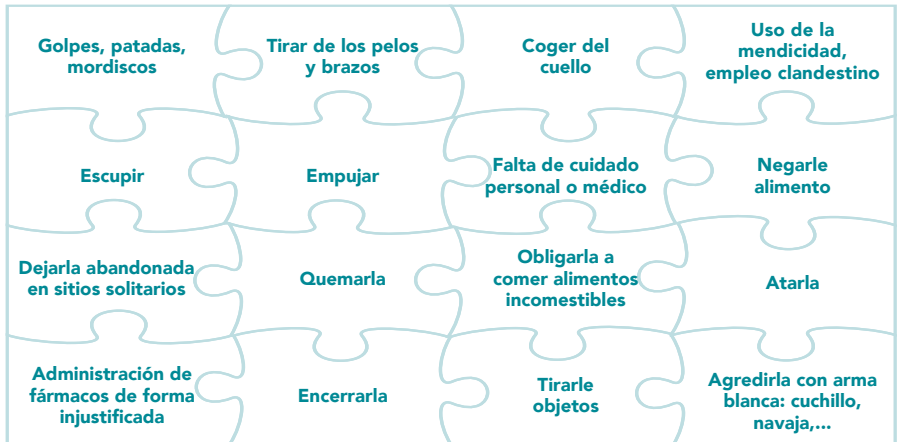 Golpes, patadas,
mordiscos
Tirar de los pelos
y brazos
Coger del
cuello
Uso de la
mendicidad,
empleo clandestino
Escupir
Empujar
Falta de cuidado
personal o médico
Negarle
alimento
Dejarla abandonada
en sitios solitarios
Quemarla
Obligarla a
comer alimentos
incomestibles
Atarla
Administración de
fármacos de forma
injustificada
Encerrarla
Tirarle
objetos
Agredirla con arma
blanca: cuchillo,
navaja,...